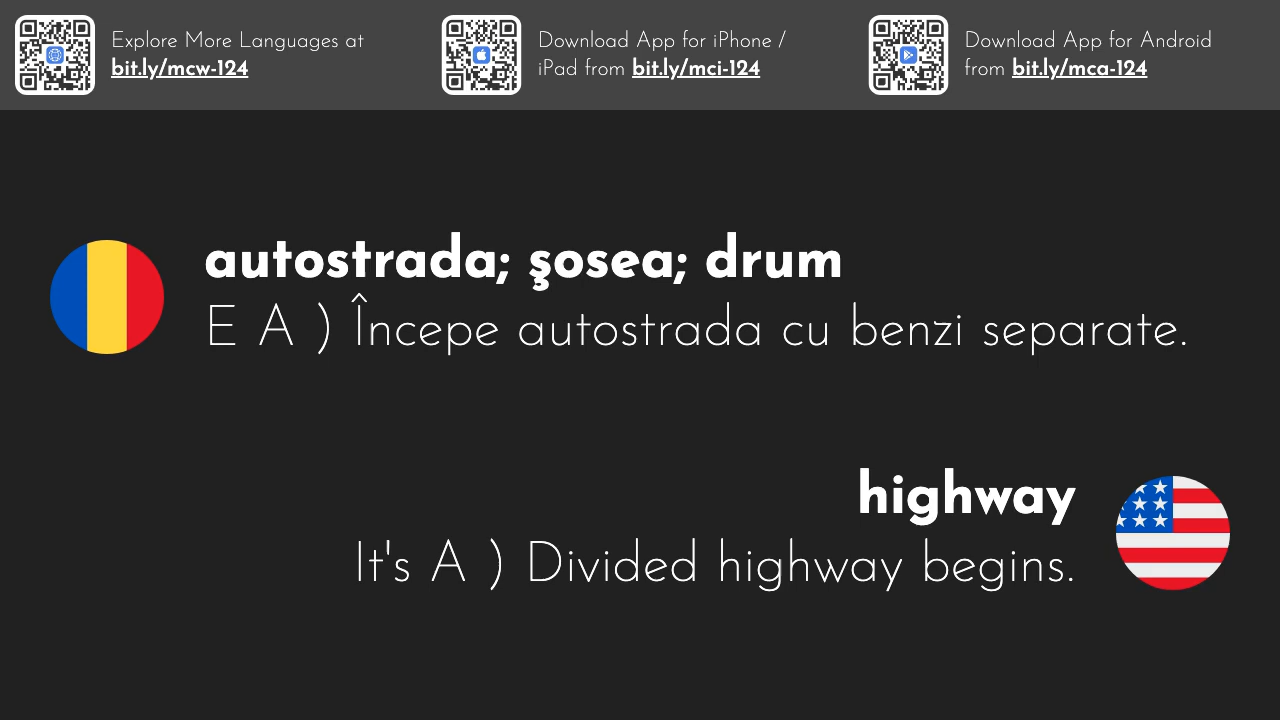 Explore More Languages at
bit.ly/mcw-124
Download App for iPhone /
iPad from bit.ly/mci-124
Download App for Android
from bit.ly/mca-124
autostrada; şosea; drum
E A ) Începe autostrada cu benzi separate.
highway
It's A ) Divided highway begins.